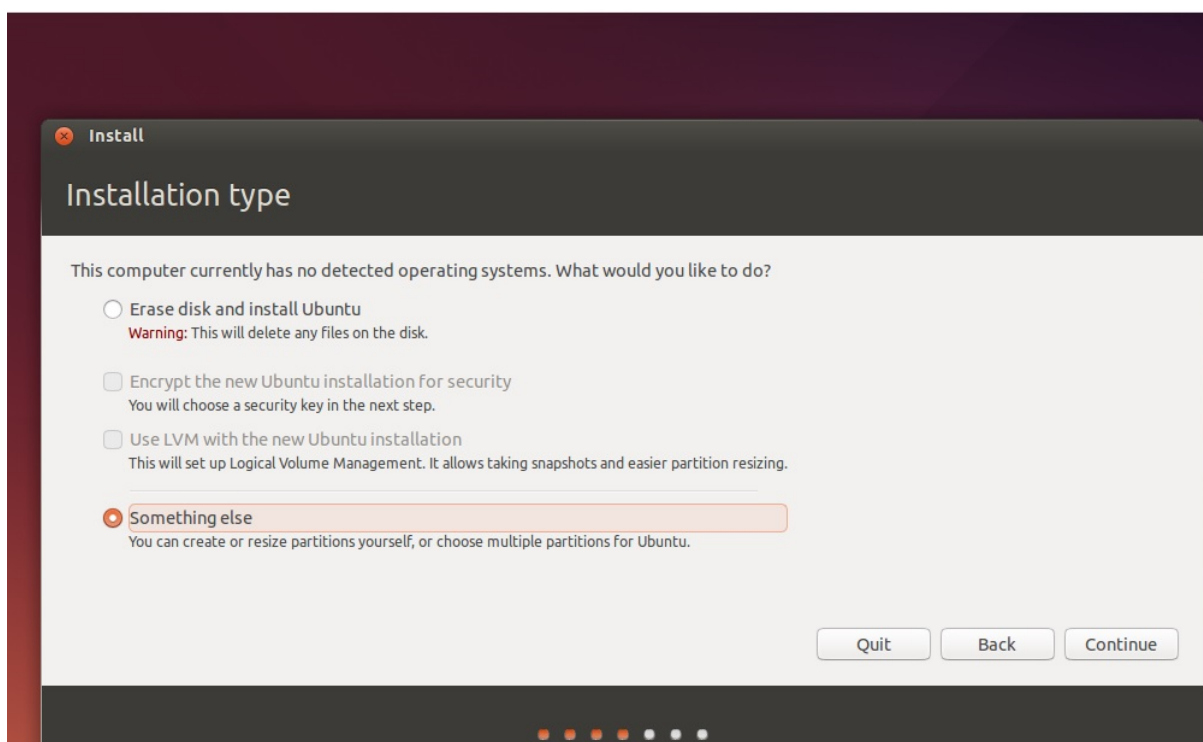 Install
Installation type
This computer currently has no detected operating systems. What would you like to do?
Erase disk and install Ubuntu
Warning: This will delete any files on the disk.
Encrypt the new Ubuntu installation for security
You will choose a security key in the next step.
Use LVM with the new Ubuntu installation
This will set up Logical Volume Management. It allows taking snapshots and easier partition resizing.
Something else
You can create or resize partitions yourself, or choose multiple partitions for Ubuntu.
Quit Back Continue